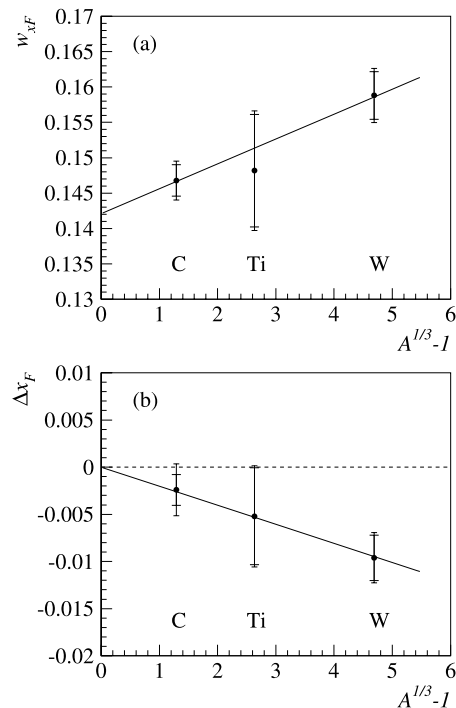 w_xF
(a)
0.17
0.165
0.16
0.155
0.15
0.145
0.14
0.135
0.13
C Ti W
0 1 2 3 4 5 6
A^1/3-1
Δx_F
(b)
0.01
0.005
0
-0.005
-0.01
-0.015
-0.02
C Ti W
0 1 2 3 4 5 6
A^1/3-1